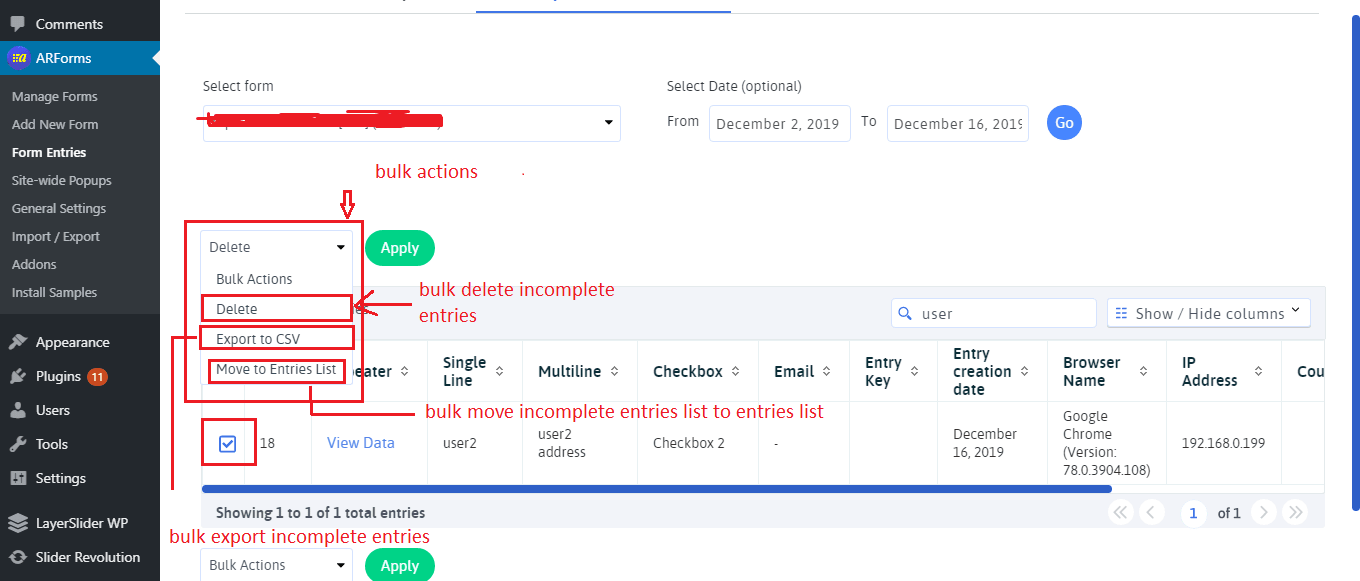 Comments
ARForms
Manage Forms
Add New Form
Form Entries
Site-wide Popups
General Settings
Import / Export
Addons
Install Samples
Appearance
Plugins 11
Users
Tools
Settings
LayerSlider WP
Slider Revolution
Select form
Select Date (optional)
From December 2, 2019 To December 16, 2019 Go
bulk actions
Delete Apply
Bulk Actions
Delete
Export to CSV
Move to Entries List
bulk delete incomplete
entries
user Show / Hide columns
Single
Line
Multiline
Checkbox
Email
Entry
Key
Entry
creation
date
Browser
Name
IP
Address
Cou
bulk move incomplete entries list to entries list
18
View Data
user2
user2
address
Checkbox 2
-
December
16, 2019
Google
Chrome
(Version:
78.0.3904.108)
192.168.0.199
Showing 1 to 1 of 1 total entries
1 of 1
bulk export incomplete entries
Bulk Actions Apply